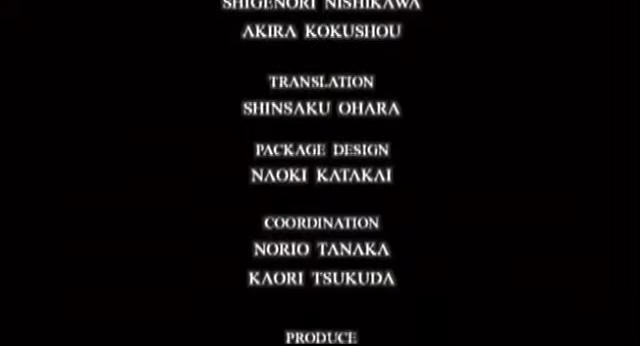 SHIGENORI NISHIKAWA
AKIRA KOKUSHOU
TRANSLATION
SHINSAKU OHARA
PACKAGE DESIGN
NAOKI KATAKAI
COORDINATION
NORIO TANAKA
KAORI TSUKUDA
PRODUCE